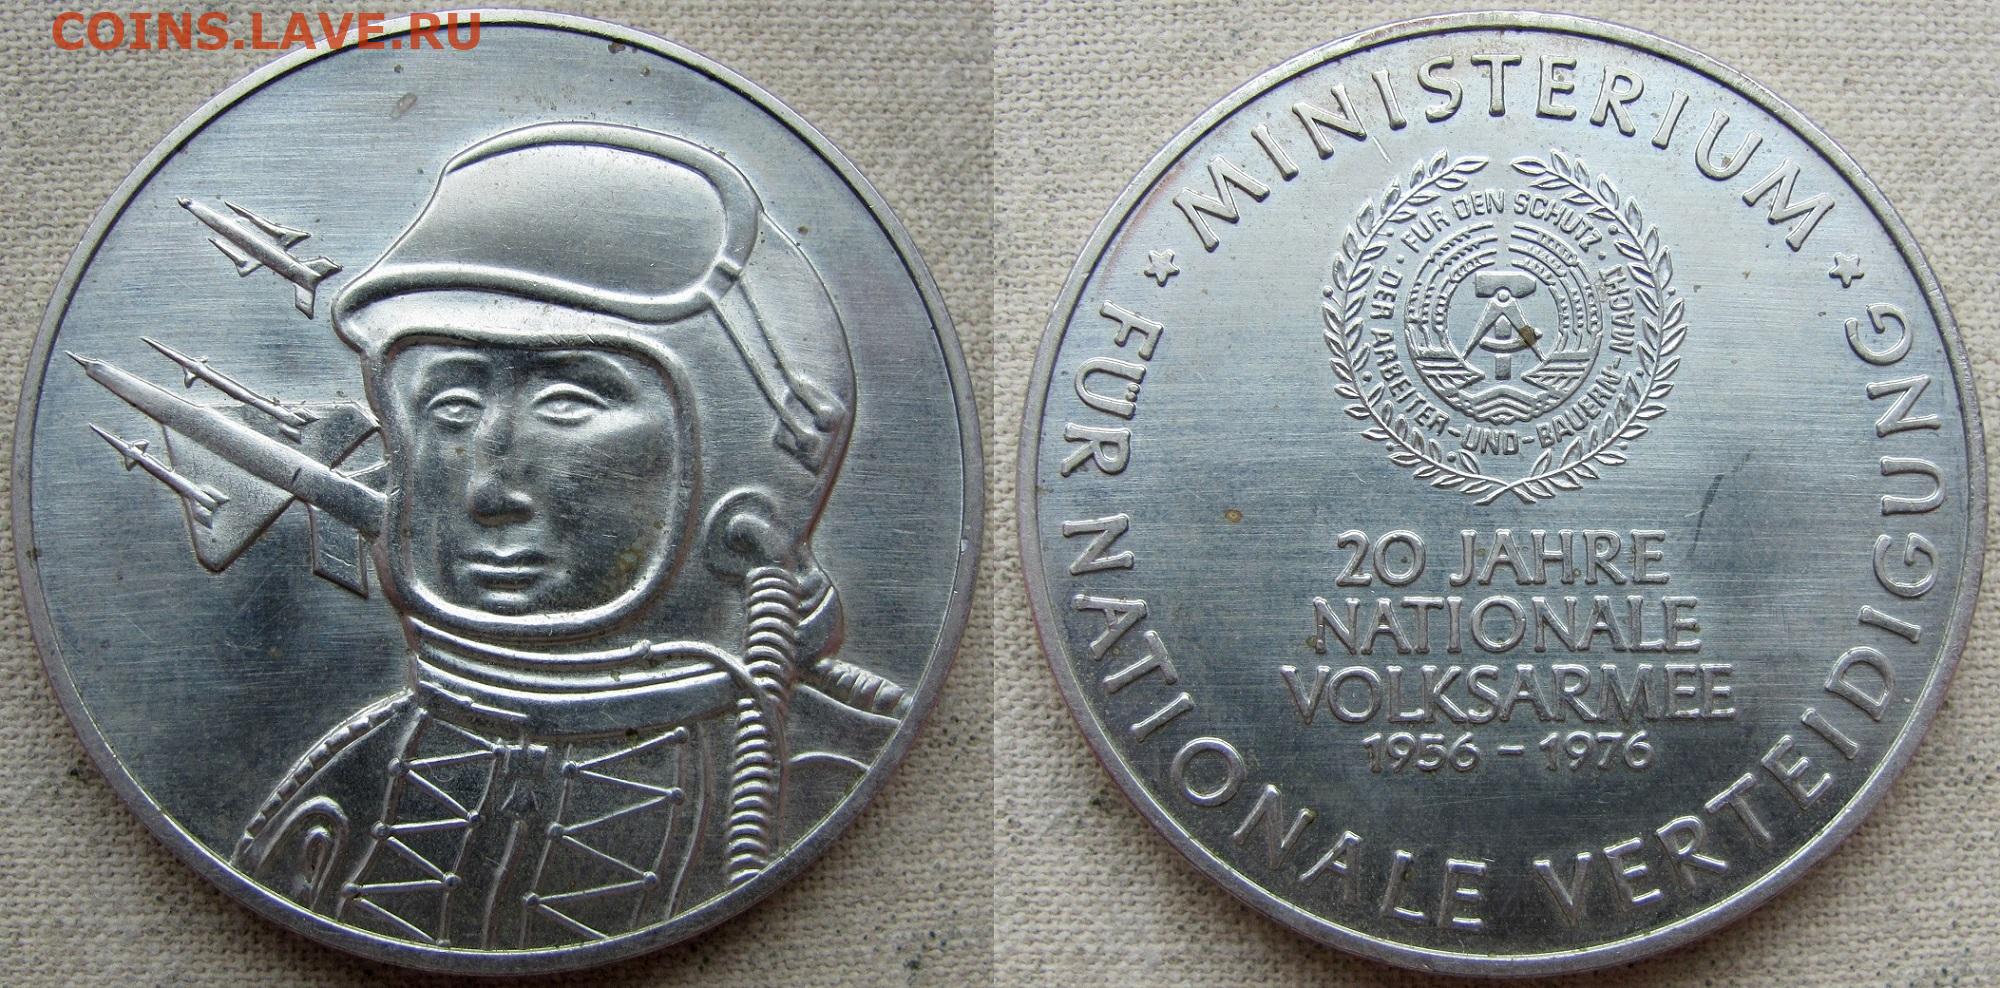 COINS.LAVE.RU
* MINISTERIUM *
FÜR NATIONALE VERTEIDIGUNG
· FÜR DEN SCHUTZ ·
DER ARBEITER-UND-BAUERN-MACHT
20 JAHRE
NATIONALE
VOLKSARMEE
1956 - 1976